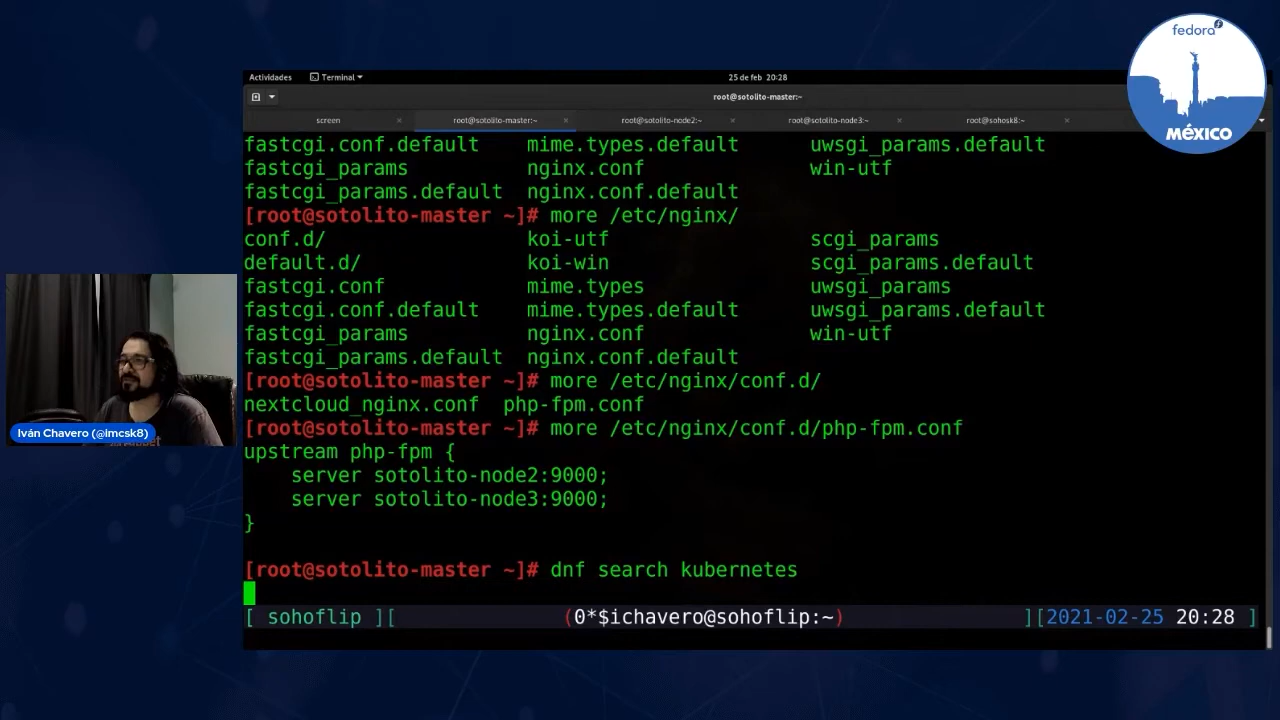 fedora
MÉXICO
Actividades Terminal 25 de feb 20:28
root@sotolito-master:~
screen root@sotolito-master:~ root@sotolito-node2:~ root@sotolito-node3:~ root@sohosk8:~
fastcgi.conf.default mime.types.default uwsgi_params.default
fastcgi_params nginx.conf win-utf
fastcgi_params.default nginx.conf.default
[root@sotolito-master ~]# more /etc/nginx/
conf.d/ koi-utf scgi_params
default.d/ koi-win scgi_params.default
fastcgi.conf mime.types uwsgi_params
fastcgi.conf.default mime.types.default uwsgi_params.default
fastcgi_params nginx.conf win-utf
fastcgi_params.default nginx.conf.default
[root@sotolito-master ~]# more /etc/nginx/conf.d/
nextcloud_nginx.conf php-fpm.conf
[root@sotolito-master ~]# more /etc/nginx/conf.d/php-fpm.conf
upstream php-fpm {
server sotolito-node2:9000;
server sotolito-node3:9000;
}
[root@sotolito-master ~]# dnf search kubernetes
[ sohoflip ][ (0*$ichavero@sohoflip:~) ][2021-02-25 20:28 ]
Iván Chavero (@imcsk8)